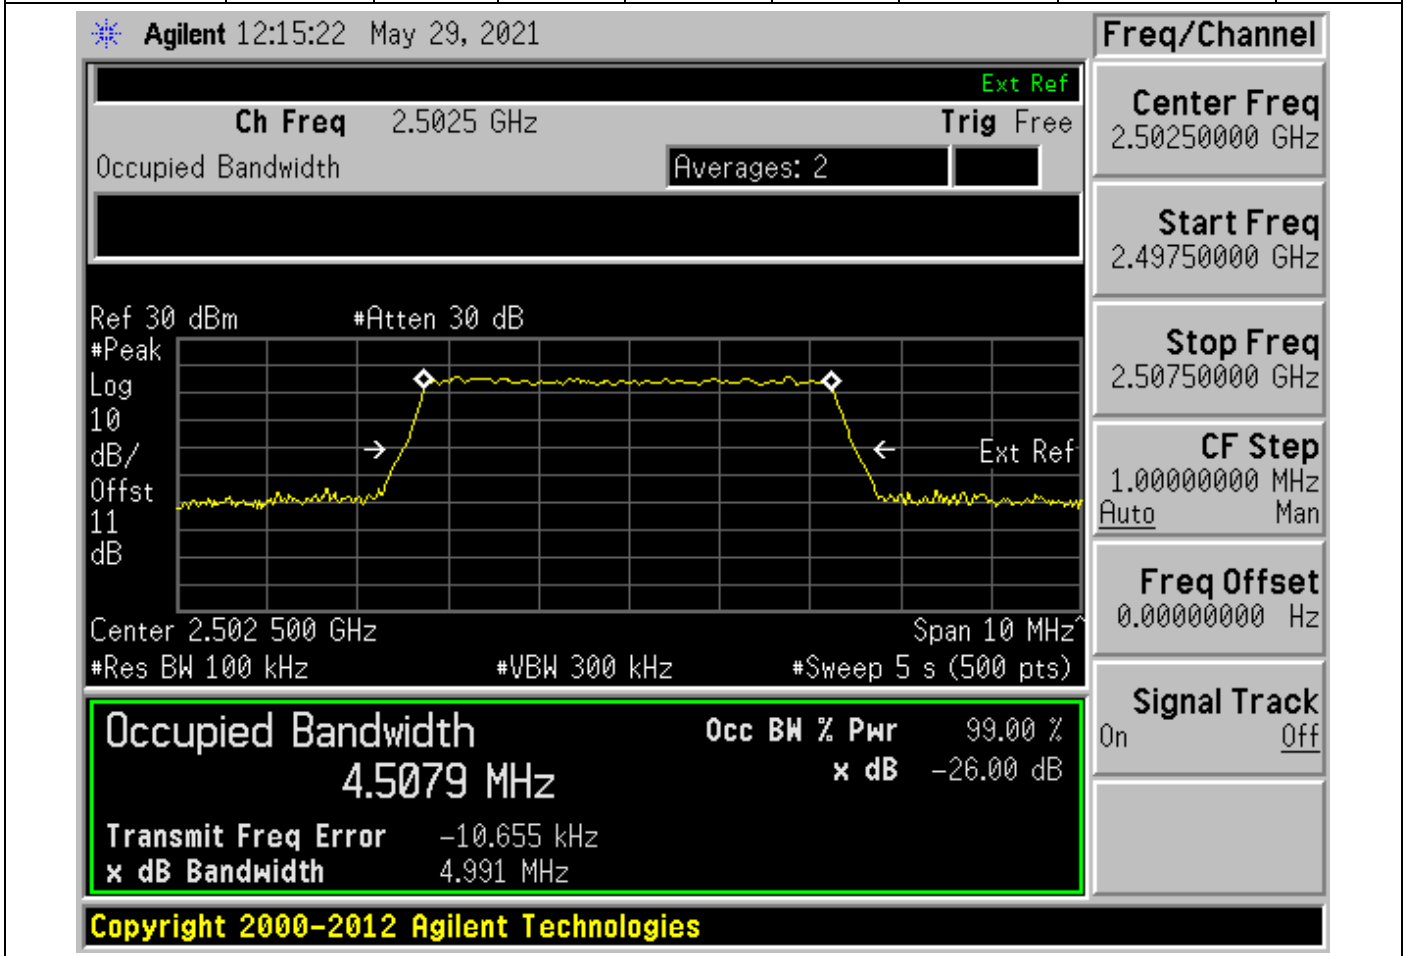 Agilent 12:15:22 May 29, 2021
Ext Ref
Ch Freq 2.5025 GHz Trig Free
Occupied Bandwidth Averages: 2
Ref 30 dBm #Atten 30 dB
#Peak
Log
10
dB/
Offst
11
dB
Ext Ref
Center 2.502 500 GHz Span 10 MHz^
#Res BW 100 kHz #VBW 300 kHz #Sweep 5 s (500 pts)
Occupied Bandwidth
4.5079 MHz
Occ BW % Pwr 99.00 %
x dB -26.00 dB
Transmit Freq Error -10.655 kHz
x dB Bandwidth 4.991 MHz
Copyright 2000-2012 Agilent Technologies
Freq/Channel
Center Freq
2.50250000 GHz
Start Freq
2.49750000 GHz
Stop Freq
2.50750000 GHz
CF Step
1.00000000 MHz
Auto Man
Freq Offset
0.00000000 Hz
Signal Track
On Off